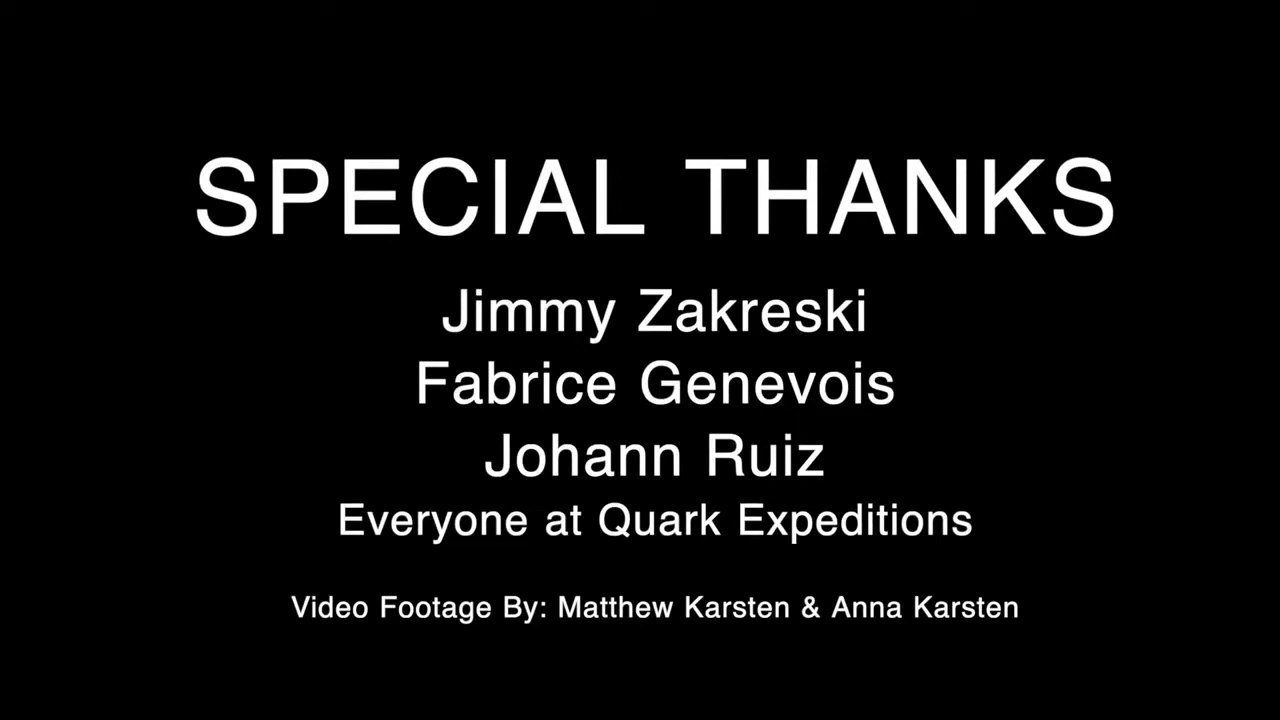 SPECIAL THANKS
Jimmy Zakreski
Fabrice Genevois
Johann Ruiz
Everyone at Quark Expeditions
Video Footage By: Matthew Karsten & Anna Karsten